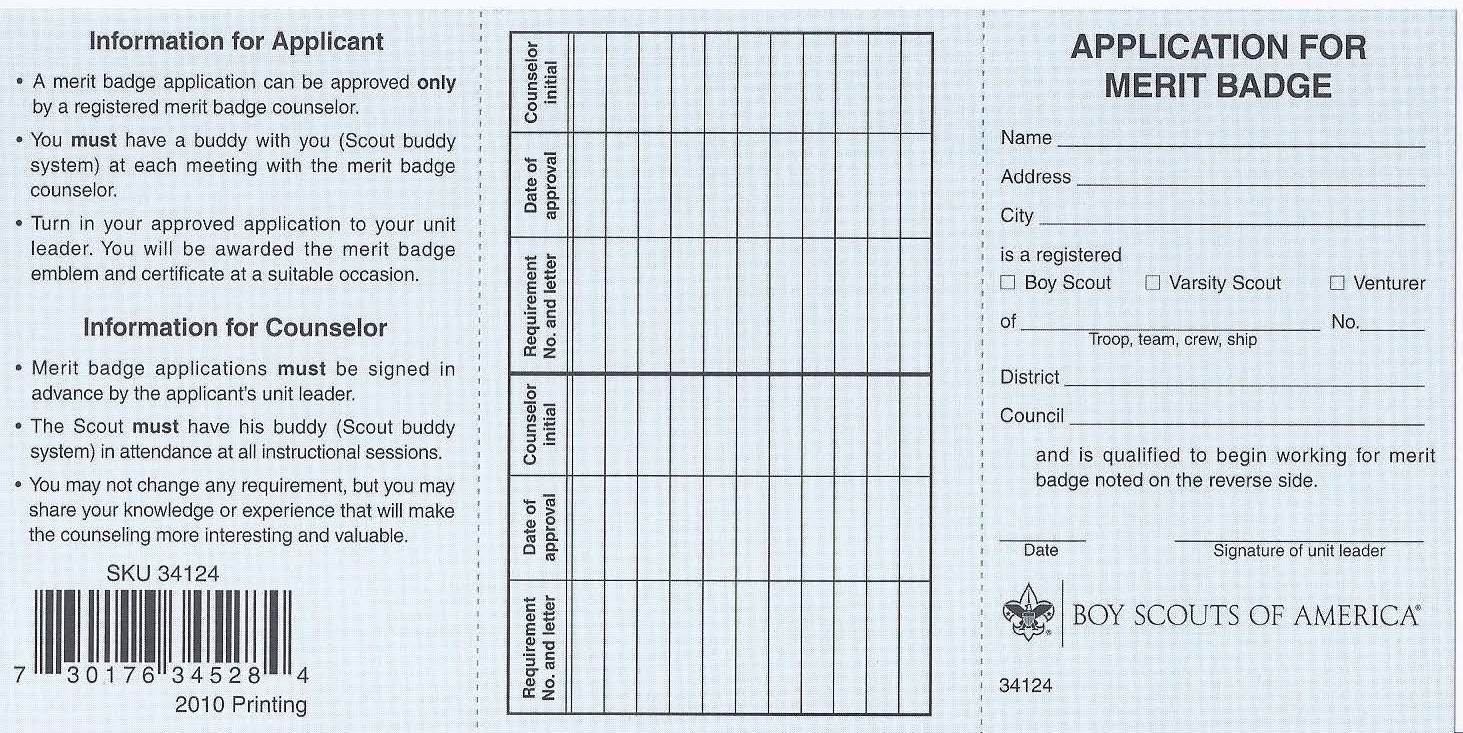 Information for Applicant
• A merit badge application can be approved only
by a registered merit badge counselor.
• You must have a buddy with you (Scout buddy
system) at each meeting with the merit badge
counselor.
• Turn in your approved application to your unit
leader. You will be awarded the merit badge
emblem and certificate at a suitable occasion.
Information for Counselor
• Merit badge applications must be signed in
advance by the applicant's unit leader.
• The Scout must have his buddy (Scout buddy
system) in attendance at all instructional sessions.
• You may not change any requirement, but you may
share your knowledge or experience that will make
the counseling more interesting and valuable.
SKU 34124
7 30176 34528 4
2010 Printing
Requirement
No. and letter
Date of
approval
Counselor
initial
Requirement
No. and letter
Date of
approval
Counselor
initial
APPLICATION FOR
MERIT BADGE
Name
Address
City
is a registered
☐ Boy Scout ☐ Varsity Scout ☐ Venturer
of No.
Troop, team, crew, ship
District
Council
and is qualified to begin working for merit
badge noted on the reverse side.
Date Signature of unit leader
® BOY SCOUTS OF AMERICA®
34124